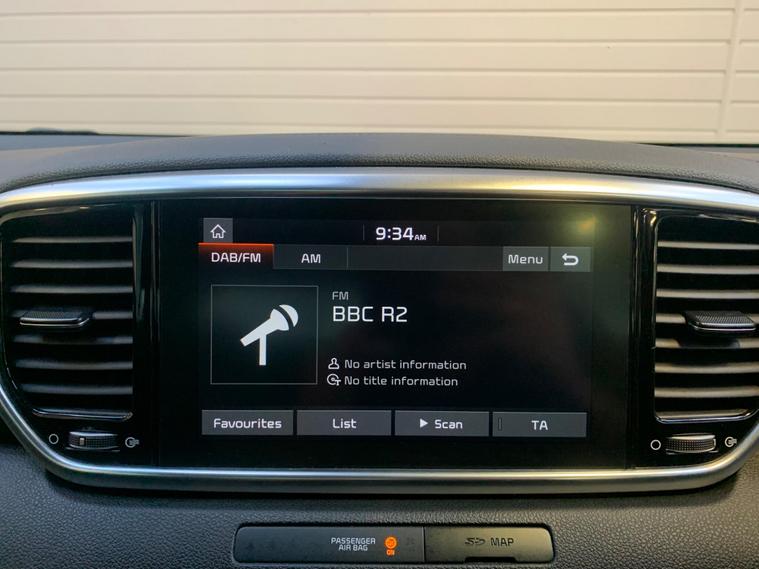 9:34AM
DAB/FM AM Menu
FM
BBC R2
No artist information
No title information
Favourites List Scan TA
PASSENGER
AIR BAG ON
SD MAP